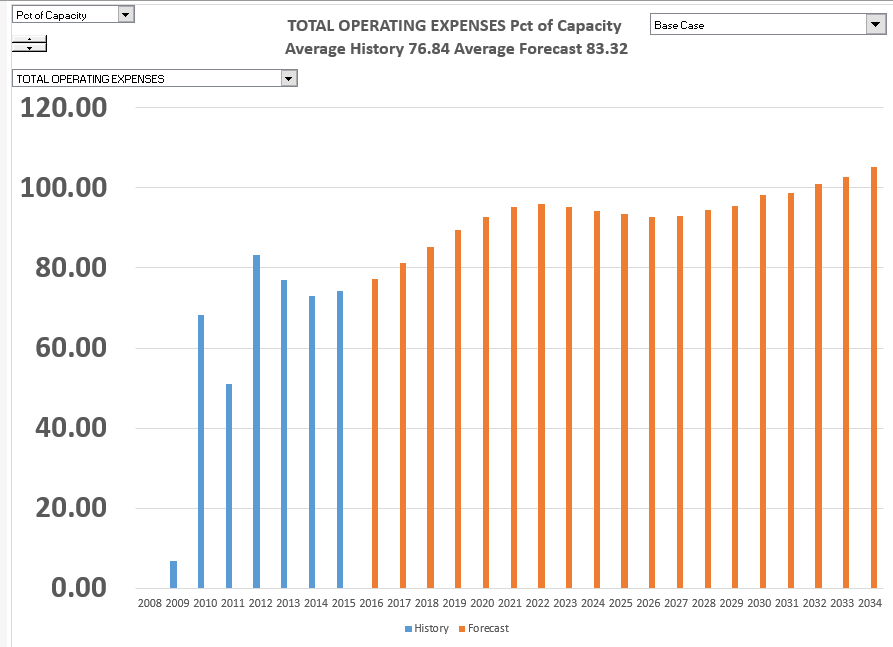 Pct of Capacity
TOTAL OPERATING EXPENSES Pct of Capacity
Average History 76.84 Average Forecast 83.32
Base Case
TOTAL OPERATING EXPENSES
120.00
100.00
80.00
60.00
40.00
20.00
0.00
2008 2009 2010 2011 2012 2013 2014 2015 2016 2017 2018 2019 2020 2021 2022 2023 2024 2025 2026 2027 2028 2029 2030 2031 2032 2033 2034
History Forecast